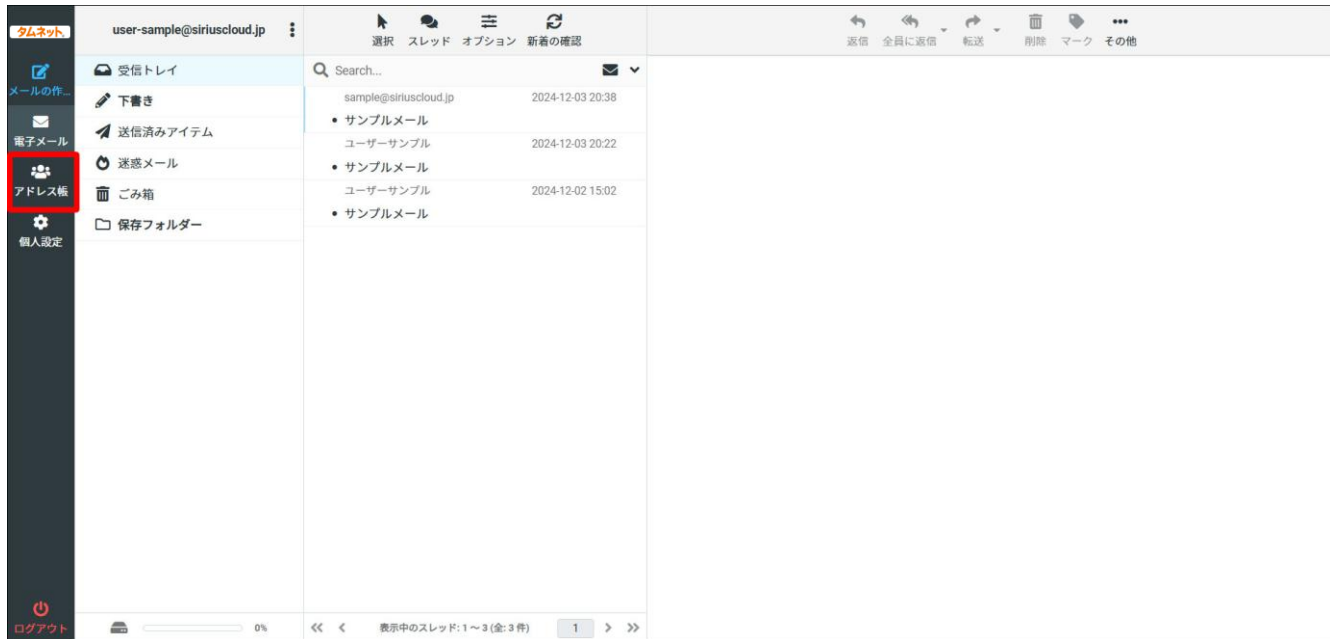 タムネット
メールの作…
電子メール
アドレス帳
個人設定
ログアウト
user-sample@siriuscloud.jp
受信トレイ
下書き
送信済みアイテム
迷惑メール
ごみ箱
保存フォルダー
0%
選択 スレッド オプション 新着の確認
Search...
sample@siriuscloud.jp 2024-12-03 20:38
• サンプルメール
ユーザーサンプル 2024-12-03 20:22
• サンプルメール
ユーザーサンプル 2024-12-02 15:02
• サンプルメール
表示中のスレッド: 1 ~ 3 (全: 3 件) 1
返信 全員に返信 転送 削除 マーク その他